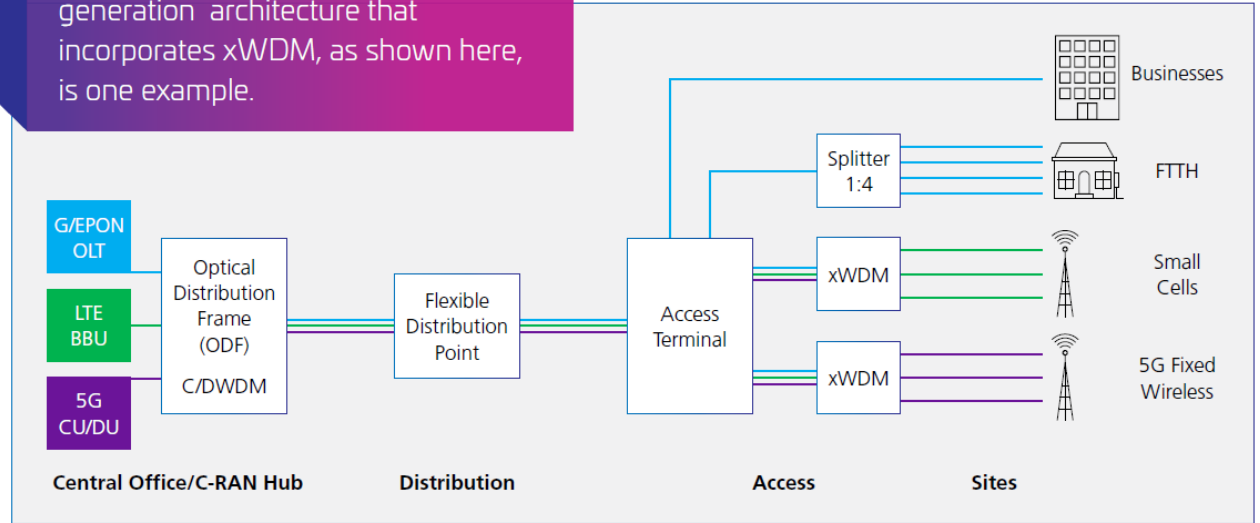 generation architecture that
incorporates xWDM, as shown here,
is one example.
Businesses
Splitter
1:4
FTTH
G/EPON
OLT
Optical
Distribution
Frame
(ODF)
C/DWDM
LTE
BBU
5G
CU/DU
Flexible
Distribution
Point
Access
Terminal
xWDM
Small
Cells
xWDM
5G Fixed
Wireless
Central Office/C-RAN Hub
Distribution
Access
Sites